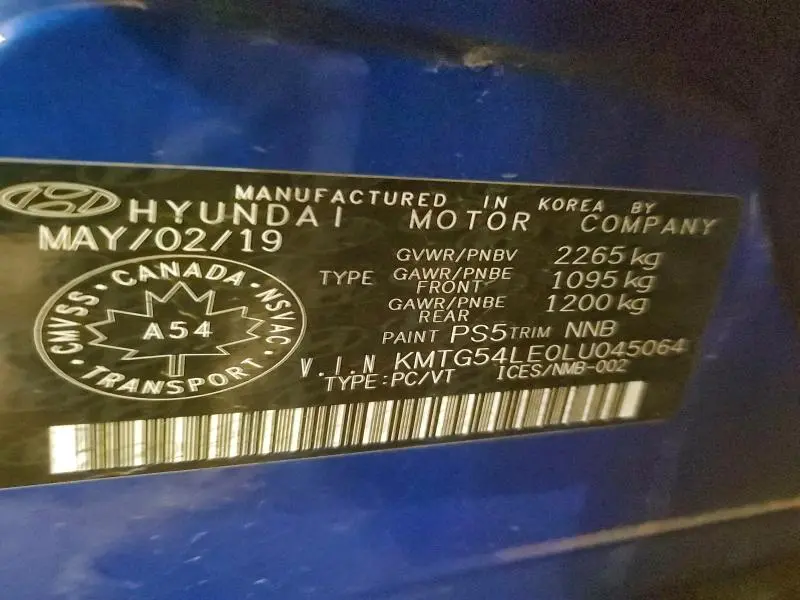 MANUFACTURED IN KOREA BY
HYUNDAI MOTOR COMPANY
MAY/02/19
GVWR/PNBV 2265 kg
TYPE GAWR/PNBE FRONT 1095 kg
GAWR/PNBE REAR 1200 kg
PAINT PS5 TRIM NNB
V.I.N KMTG54LE0LU045064
TYPE:PC/VT ICES/NMB-002
CANADA
CMVSS NSVAC
A54
TRANSPORT